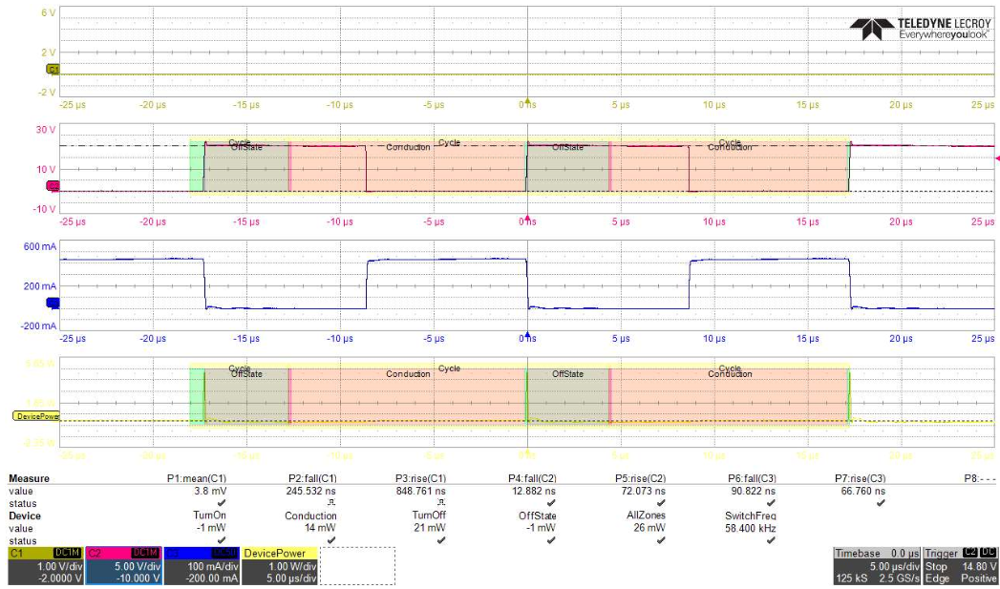 6 V
TELEDYNE LECROY
Everywhereyoulook™
2 V
C1
-2 V
-25 µs -20 µs -15 µs -10 µs -5 µs 0 ns 5 µs 10 µs 15 µs 20 µs 25 µs
30 V
Cycle Cycle Cycle
OffState Conduction OffState Conduction
10 V
-10 V
-25 µs -20 µs -15 µs -10 µs -5 µs 0 ns 5 µs 10 µs 15 µs 20 µs 25 µs
600 mA
200 mA
-200 mA
-25 µs -20 µs -15 µs -10 µs -5 µs 0 ns 5 µs 10 µs 15 µs 20 µs 25 µs
Cycle Cycle Cycle
OffState Conduction OffState Conduction
DevicePower
-25 µs -20 µs -15 µs -10 µs -5 µs 0 ns 5 µs 10 µs 15 µs 20 µs 25 µs
Measure P1:mean(C1) P2:fall(C1) P3:rise(C1) P4:fall(C2) P5:rise(C2) P6:fall(C3) P7:rise(C3) P8:- - -
value 3.8 mV 245.532 ns 848.761 ns 12.882 ns 72.073 ns 90.822 ns 66.760 ns
status
Device TurnOn Conduction TurnOff OffState AllZones SwitchFreq
value -1 mW 14 mW 21 mW -1 mW 26 mW 58.400 kHz
status
C1 DC1M C2 DC1M C3 DevicePower Timebase 0.0 µs Trigger C2 DC
1.00 V/div 5.00 V/div 100 mA/div 1.00 W/div 5.00 µs/div Stop 14.80 V
-2.0000 V -10.000 V -200.00 mA 5.00 µs/div 125 kS 2.5 GS/s Edge Positive